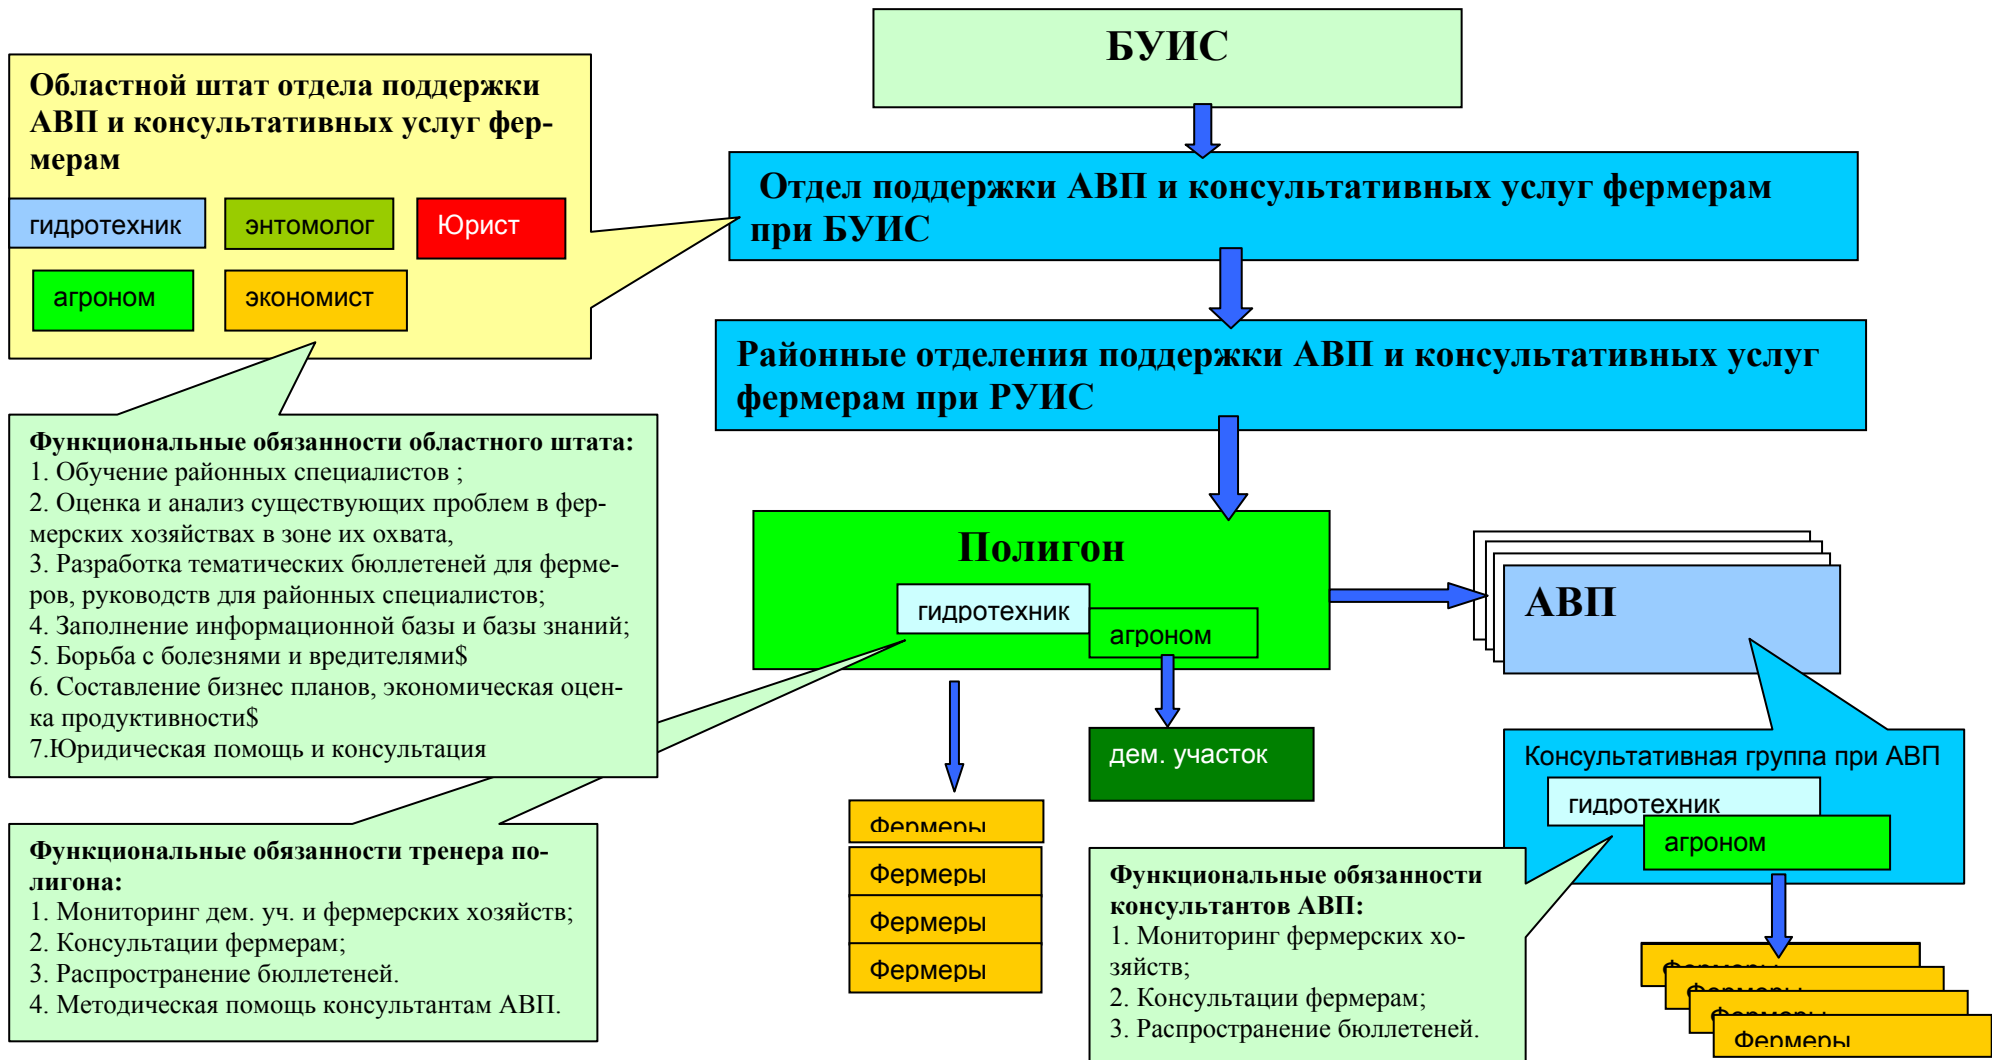 БУИС
Областной штат отдела поддержки
АВП и консультативных услуг фер-
мерам
гидротехник
энтомолог
Юрист
агроном
экономист
Отдел поддержки АВП и консультативных услуг фермерам
при БУИС
Районные отделения поддержки АВП и консультативных услуг
фермерам при РУИС
Функциональные обязанности областного штата:
1. Обучение районных специалистов ;
2. Оценка и анализ существующих проблем в фер-
мерских хозяйствах в зоне их охвата,
3. Разработка тематических бюллетеней для ферме-
ров, руководств для районных специалистов;
4. Заполнение информационной базы и базы знаний;
5. Борьба с болезнями и вредителями$
6. Составление бизнес планов, экономическая оцен-
ка продуктивности$
7.Юридическая помощь и консультация
Полигон
гидротехник
агроном
АВП
дем. участок
Консультативная группа при АВП
гидротехник
агроном
Фермеры
Фермеры
Фермеры
Фермеры
Функциональные обязанности тренера по-
лигона:
1. Мониторинг дем. уч. и фермерских хозяйств;
2. Консультации фермерам;
3. Распространение бюллетеней.
4. Методическая помощь консультантам АВП.
Функциональные обязанности
консультантов АВП:
1. Мониторинг фермерских хо-
зяйств;
2. Консультации фермерам;
3. Распространение бюллетеней.
Фермеры
Фермеры
Фермеры
Фермеры